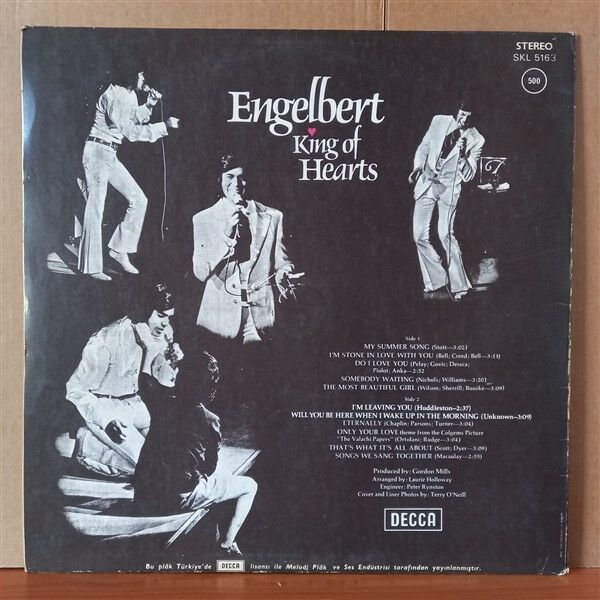 STEREO
SKL 5163
500
Engelbert
King of
Hearts
Side 1
MY SUMMER SONG (Stott—3:02)
I'M STONE IN LOVE WITH YOU (Bell; Creed; Bell—3:13)
DO I LOVE YOU (Pelay; Govic; Dessca;
Piolot; Anka—2:52
SOMEBODY WAITING (Nichols; Williams—3:20)
THE MOST BEAUTIFUL GIRL (Wilson; Sherrill; Bourke—3:09)
Side 2
I'M LEAVING YOU (Huddleston—2:37)
WILL YOU BE HERE WHEN I WAKE UP IN THE MORNING (Unknown—3:09)
ETERNALLY (Chaplin; Parsons; Turner—3:04)
ONLY YOUR LOVE theme from the Colgems Picture
"The Valachi Papers" (Ortolani; Rudge—3:04)
THAT'S WHAT IT'S ALL ABOUT (Scott; Dyer—3:09)
SONGS WE SANG TOGETHER (Macaulay—2:55)
Produced by: Gordon Mills
Arranged by: Laurie Holloway
Engineer: Peter Rynston
Cover and Liner Photos by: Terry O'Neill
DECCA
Bu plâk Türkiye'de DECCA lisansı ile Melodi Plâk ve Ses Endüstrisi tarafından yayınlanmıştır.